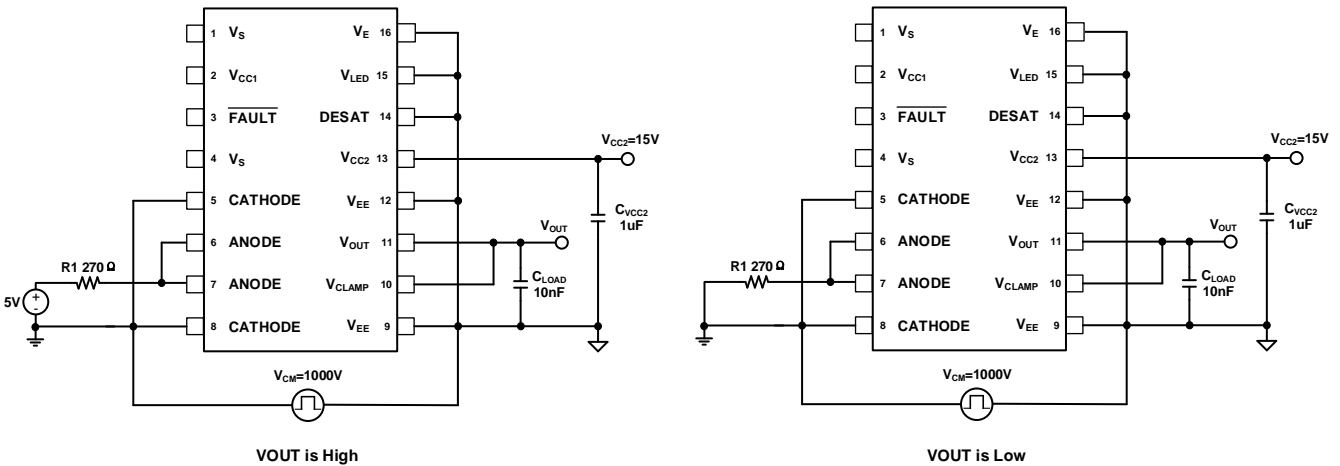 1 VS VE 16
2 VCC1 VLED 15
3 FAULT DESAT 14
4 VS VCC2 13
5 CATHODE VEE 12
6 ANODE VOUT 11
7 ANODE VCLAMP 10
8 CATHODE VEE 9
VCC2=15V
CVCC2
1uF
VOUT
CLOAD
10nF
R1 270Ω
5V
+
-
VCM=1000V
VOUT is High
1 VS VE 16
2 VCC1 VLED 15
3 FAULT DESAT 14
4 VS VCC2 13
5 CATHODE VEE 12
6 ANODE VOUT 11
7 ANODE VCLAMP 10
8 CATHODE VEE 9
VCC2=15V
CVCC2
1uF
VOUT
CLOAD
10nF
R1 270Ω
VCM=1000V
VOUT is Low